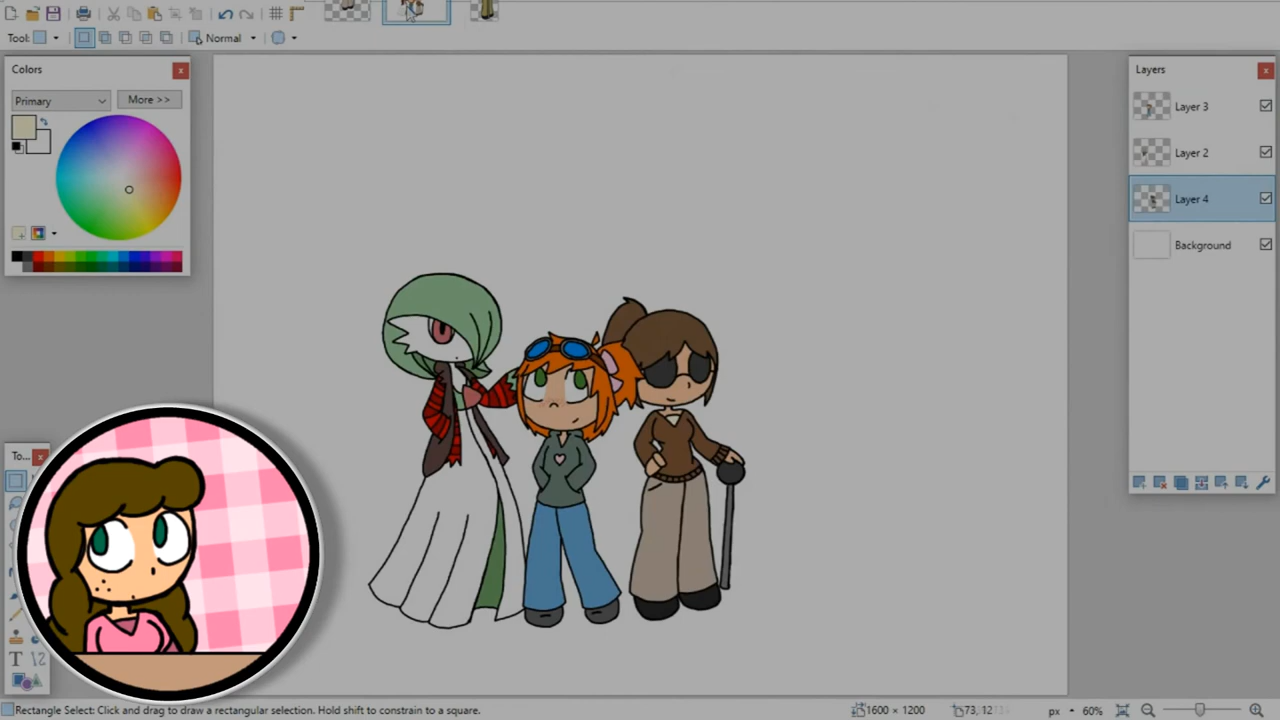 Tool:
Normal
Colors
Primary
More >>
Layers
Layer 3
Layer 2
Layer 4
Background
To...
T
Rectangle Select: Click and drag to draw a rectangular selection. Hold shift to constrain to a square.
1600 × 1200
px
60%